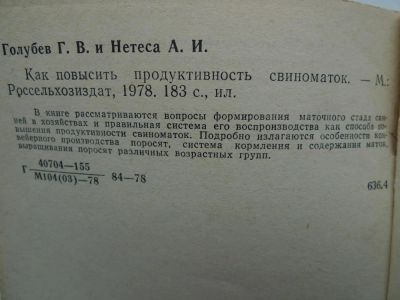 Голубев Г. В. и Нетеса А. И.
Как повысить продуктивность свиноматок. — М.:
Россельхозиздат, 1978. 183 с., ил.
В книге рассматриваются вопросы формирования маточного стада сви-
ней в хозяйствах и правильная система его воспроизводства как способа по-
вышения продуктивности свиноматок. Подробно излагаются особенности кон-
вейерного производства поросят, система кормления и содержания маток,
выращивания поросят различных возрастных групп.
Г 40704—155
М104(03)—78 84—78
636.4